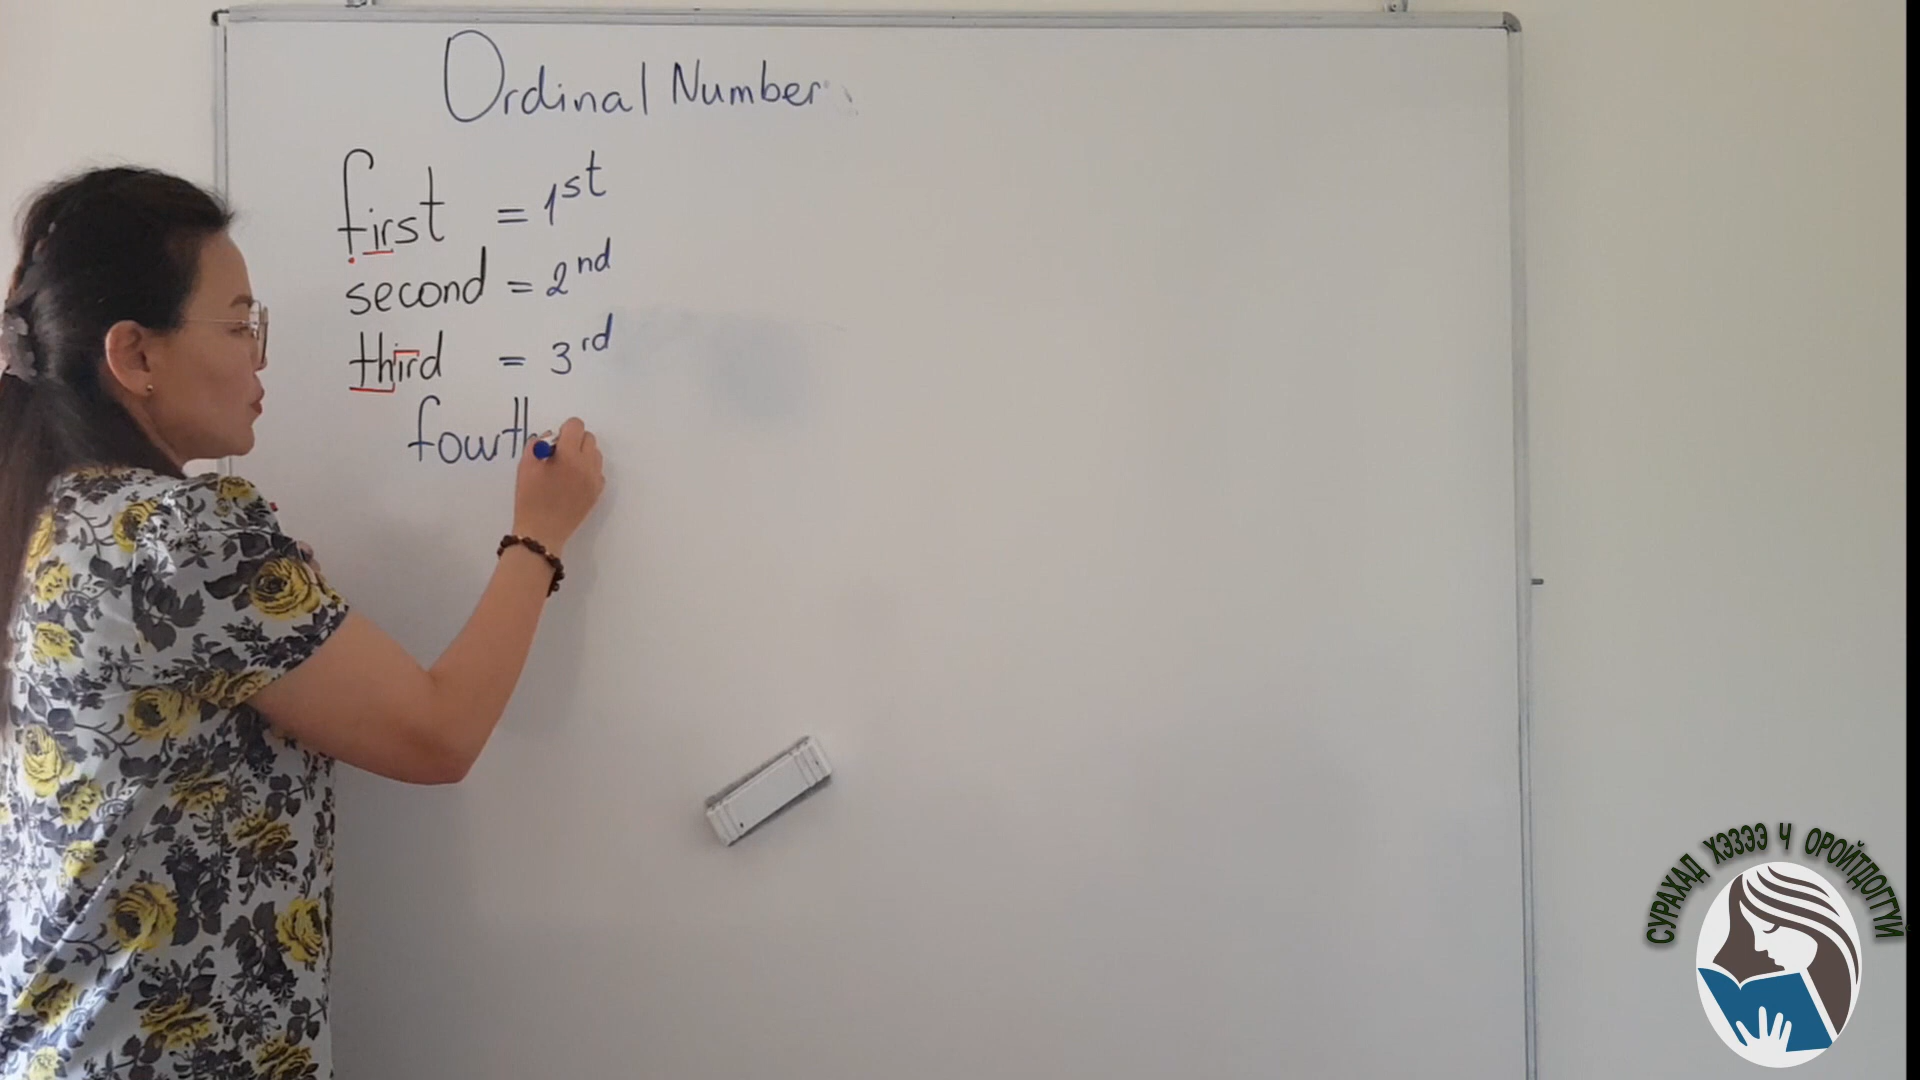 Ordinal Number
first = 1st
second = 2nd
third = 3rd
fourth
СУРАХАД ХЭЗЭЭ Ч ОРОЙТДОГГҮЙ